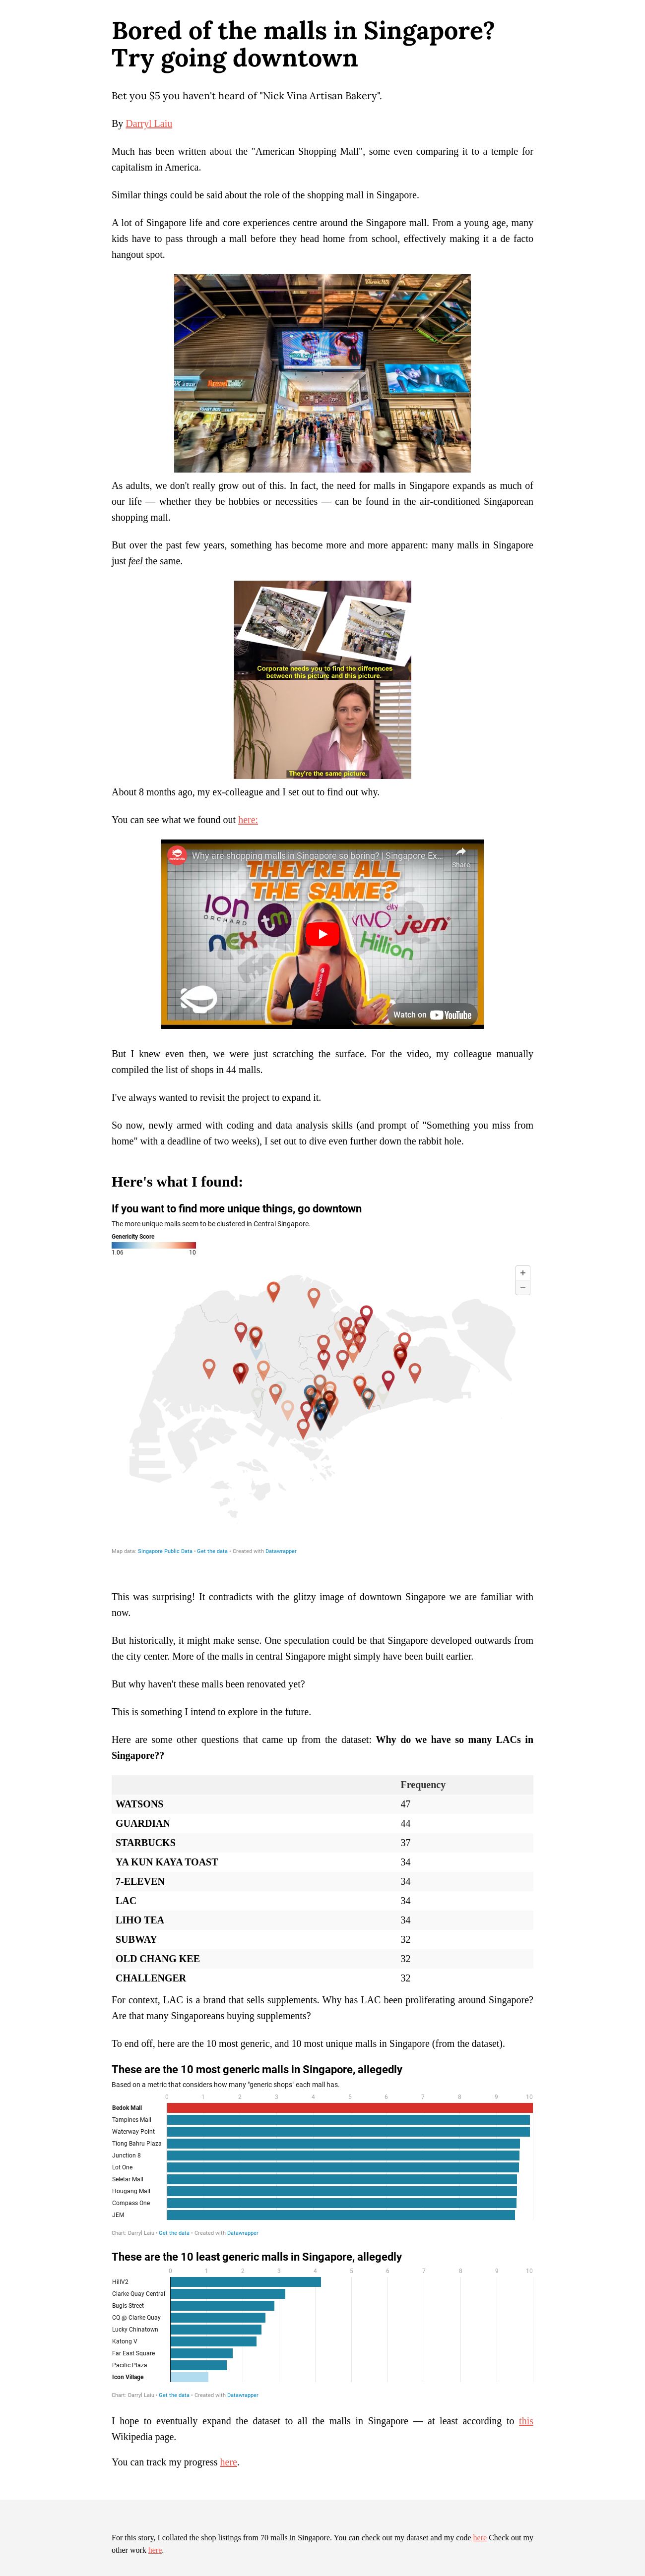 Bored of the malls in Singapore?
Try going downtown
Bet you $5 you haven't heard of "Nick Vina Artisan Bakery".
By Darryl Laiu
Much has been written about the "American Shopping Mall", some even comparing it to a temple for
capitalism in America.
Similar things could be said about the role of the shopping mall in Singapore.
A lot of Singapore life and core experiences centre around the Singapore mall. From a young age, many
kids have to pass through a mall before they head home from school, effectively making it a de facto
hangout spot.
BreadTalk
As adults, we don't really grow out of this. In fact, the need for malls in Singapore expands as much of
our life — whether they be hobbies or necessities — can be found in the air-conditioned Singaporean
shopping mall.
But over the past few years, something has become more and more apparent: many malls in Singapore
just feel the same.
Corporate needs you to find the differences
between this picture and this picture.
They're the same picture.
About 8 months ago, my ex-colleague and I set out to find out why.
You can see what we found out here:
Why are shopping malls in Singapore so boring? | Singapore Ex...
Share
THEY'RE ALL
THE SAME?
ION
ORCHARD
tm
VIVO city
jem
nex
Hillion
Watch on YouTube
But I knew even then, we were just scratching the surface. For the video, my colleague manually
compiled the list of shops in 44 malls.
I've always wanted to revisit the project to expand it.
So now, newly armed with coding and data analysis skills (and prompt of "Something you miss from
home" with a deadline of two weeks), I set out to dive even further down the rabbit hole.
Here's what I found:
If you want to find more unique things, go downtown
The more unique malls seem to be clustered in Central Singapore.
Genericity Score
1.06 10
+
−
Map data: Singapore Public Data • Get the data • Created with Datawrapper
This was surprising! It contradicts with the glitzy image of downtown Singapore we are familiar with
now.
But historically, it might make sense. One speculation could be that Singapore developed outwards from
the city center. More of the malls in central Singapore might simply have been built earlier.
But why haven't these malls been renovated yet?
This is something I intend to explore in the future.
Here are some other questions that came up from the dataset: Why do we have so many LACs in
Singapore??
Frequency
WATSONS 47
GUARDIAN 44
STARBUCKS 37
YA KUN KAYA TOAST 34
7-ELEVEN 34
LAC 34
LIHO TEA 34
SUBWAY 32
OLD CHANG KEE 32
CHALLENGER 32
For context, LAC is a brand that sells supplements. Why has LAC been proliferating around Singapore?
Are that many Singaporeans buying supplements?
To end off, here are the 10 most generic, and 10 most unique malls in Singapore (from the dataset).
These are the 10 most generic malls in Singapore, allegedly
Based on a metric that considers how many "generic shops" each mall has.
0 1 2 3 4 5 6 7 8 9 10
Bedok Mall
Tampines Mall
Waterway Point
Tiong Bahru Plaza
Junction 8
Lot One
Seletar Mall
Hougang Mall
Compass One
JEM
Chart: Darryl Laiu • Get the data • Created with Datawrapper
These are the 10 least generic malls in Singapore, allegedly
0 1 2 3 4 5 6 7 8 9 10
HillV2
Clarke Quay Central
Bugis Street
CQ @ Clarke Quay
Lucky Chinatown
Katong V
Far East Square
Pacific Plaza
Icon Village
Chart: Darryl Laiu • Get the data • Created with Datawrapper
I hope to eventually expand the dataset to all the malls in Singapore — at least according to this
Wikipedia page.
You can track my progress here.
For this story, I collated the shop listings from 70 malls in Singapore. You can check out my dataset and my code here Check out my
other work here.